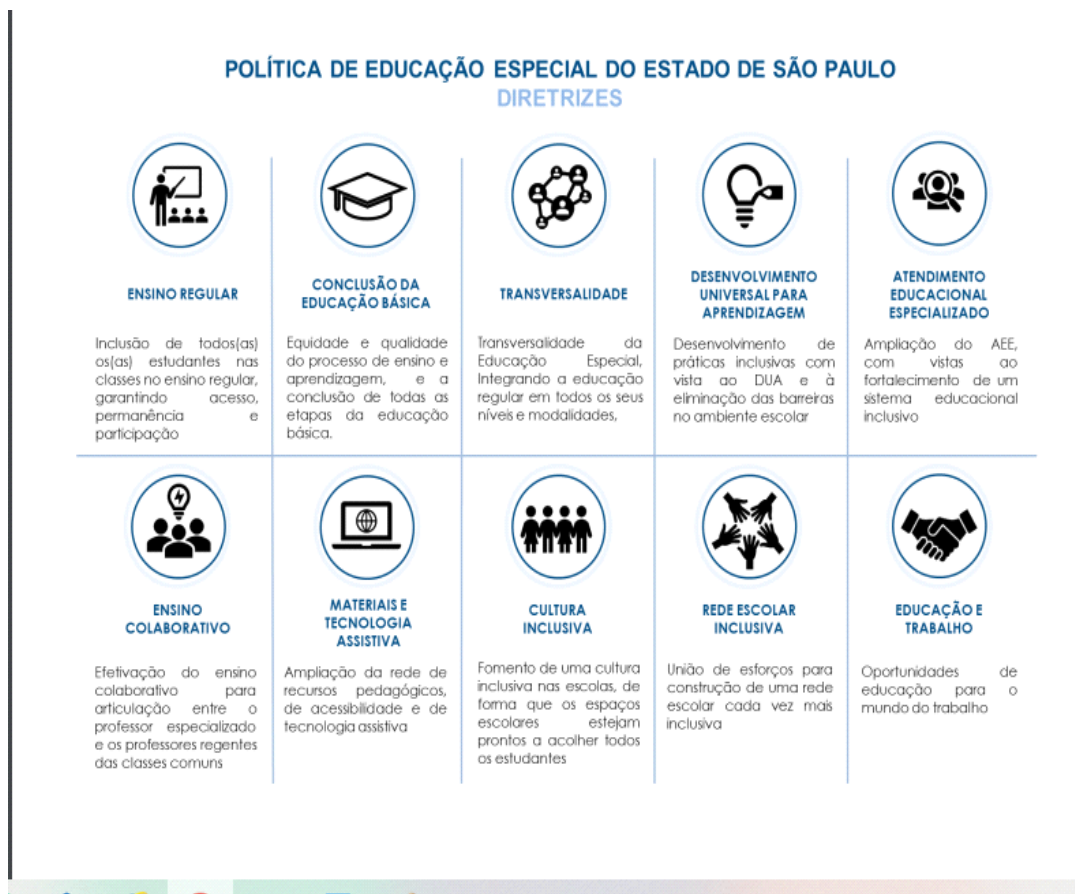 POLÍTICA DE EDUCAÇÃO ESPECIAL DO ESTADO DE SÃO PAULO
DIRETRIZES
ENSINO REGULAR
Inclusão de todos(as)
os(as) estudantes nas
classes no ensino regular,
garantindo acesso,
permanência e
participação
CONCLUSÃO DA
EDUCAÇÃO BÁSICA
Equidade e qualidade
do processo de ensino e
aprendizagem, e a
conclusão de todas as
etapas da educação
básica.
TRANSVERSALIDADE
Transversalidade da
Educação Especial,
Integrando a educação
regular em todos os seus
níveis e modalidades,
DESENVOLVIMENTO
UNIVERSAL PARA
APRENDIZAGEM
Desenvolvimento de
práticas inclusivas com
vista ao DUA e à
eliminação das barreiras
no ambiente escolar
ATENDIMENTO
EDUCACIONAL
ESPECIALIZADO
Ampliação do AEE,
com vistas ao
fortalecimento de um
sistema educacional
inclusivo
ENSINO
COLABORATIVO
Efetivação do ensino
colaborativo para
articulação entre o
professor especializado
e os professores regentes
das classes comuns
MATERIAIS E
TECNOLOGIA
ASSISTIVA
Ampliação da rede de
recursos pedagógicos,
de acessibilidade e de
tecnologia assistiva
CULTURA
INCLUSIVA
Fomento de uma cultura
inclusiva nas escolas, de
forma que os espaços
escolares estejam
prontos a acolher todos
os estudantes
REDE ESCOLAR
INCLUSIVA
União de esforços para
construção de uma rede
escolar cada vez mais
inclusiva
EDUCAÇÃO E
TRABALHO
Oportunidades de
educação para o
mundo do trabalho